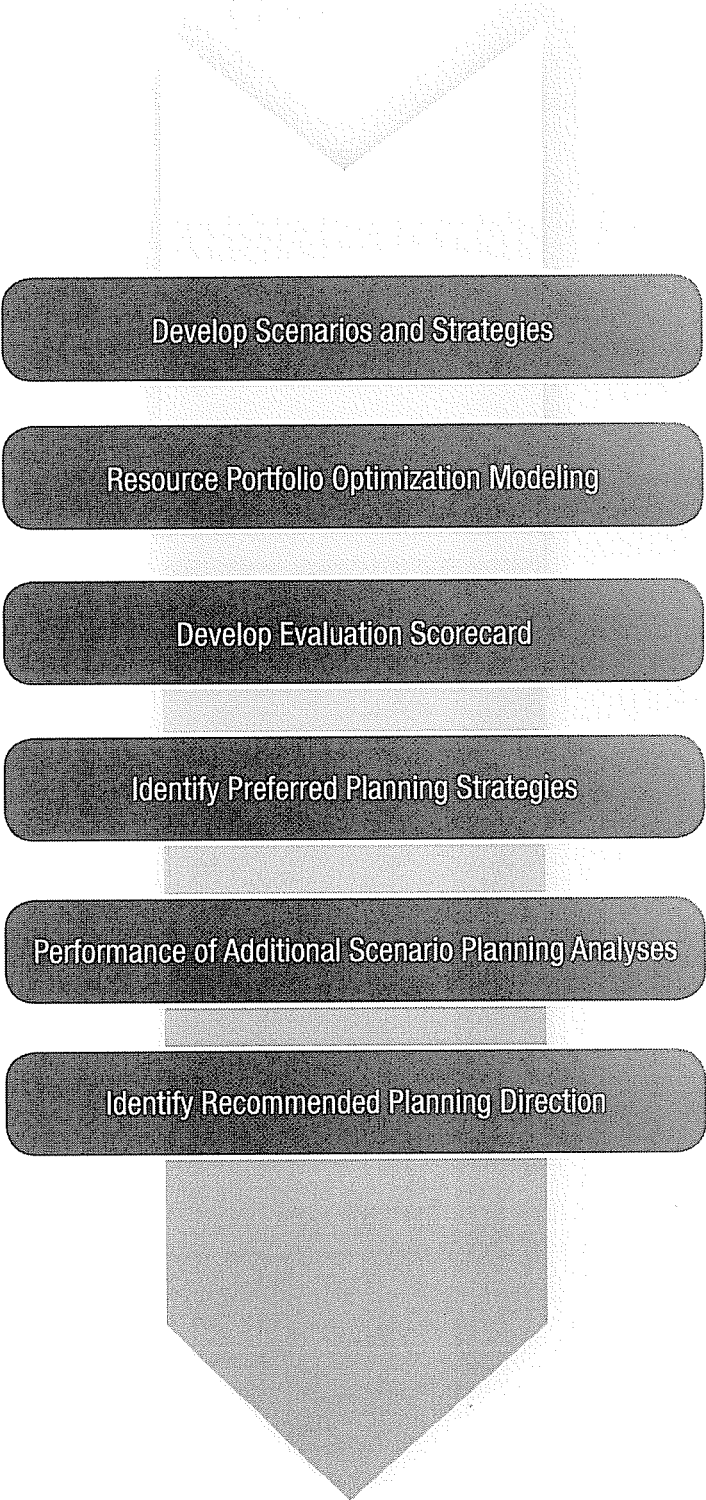 Develop Scenarios and Strategies
Resource Portfolio Optimization Modeling
Develop Evaluation Scorecard
Identify Preferred Planning Strategies
Performance of Additional Scenario Planning Analyses
Identify Recommended Planning Direction